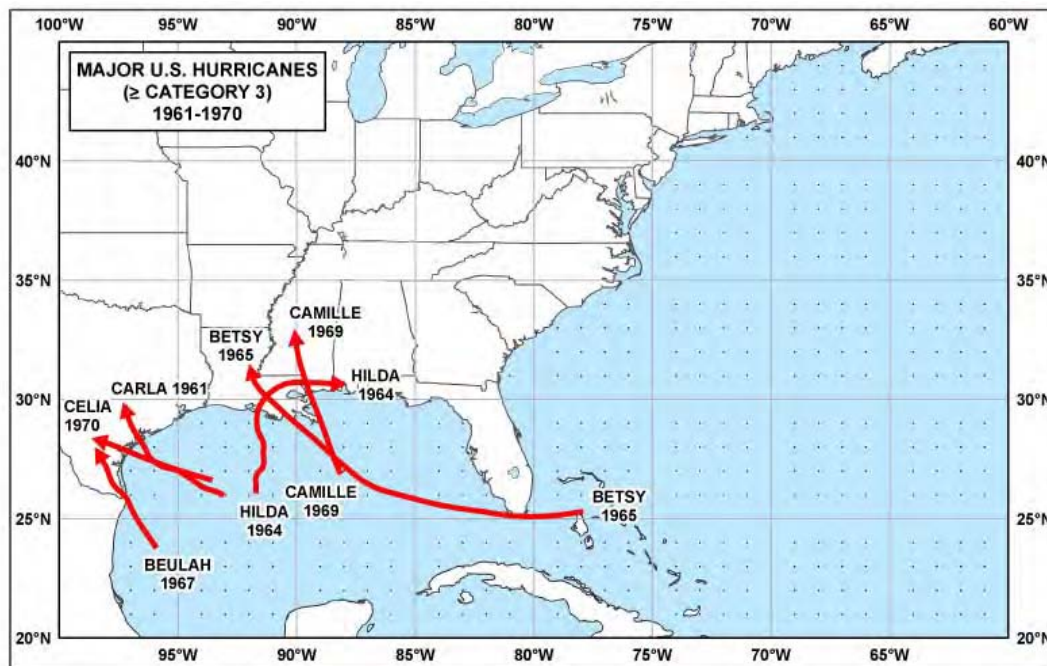 100°W 95°W 90°W 85°W 80°W 75°W 70°W 65°W 60°W
MAJOR U.S. HURRICANES
(≥ CATEGORY 3)
1961-1970
40°N 40°N
35°N 35°N
CAMILLE
1969
BETSY
1965
HILDA
1964
CARLA 1961
30°N 30°N
CELIA
1970
CAMILLE
1969
HILDA
1964
BETSY
1965
25°N 25°N
BEULAH
1967
20°N 20°N
95°W 90°W 85°W 80°W 75°W 70°W 65°W